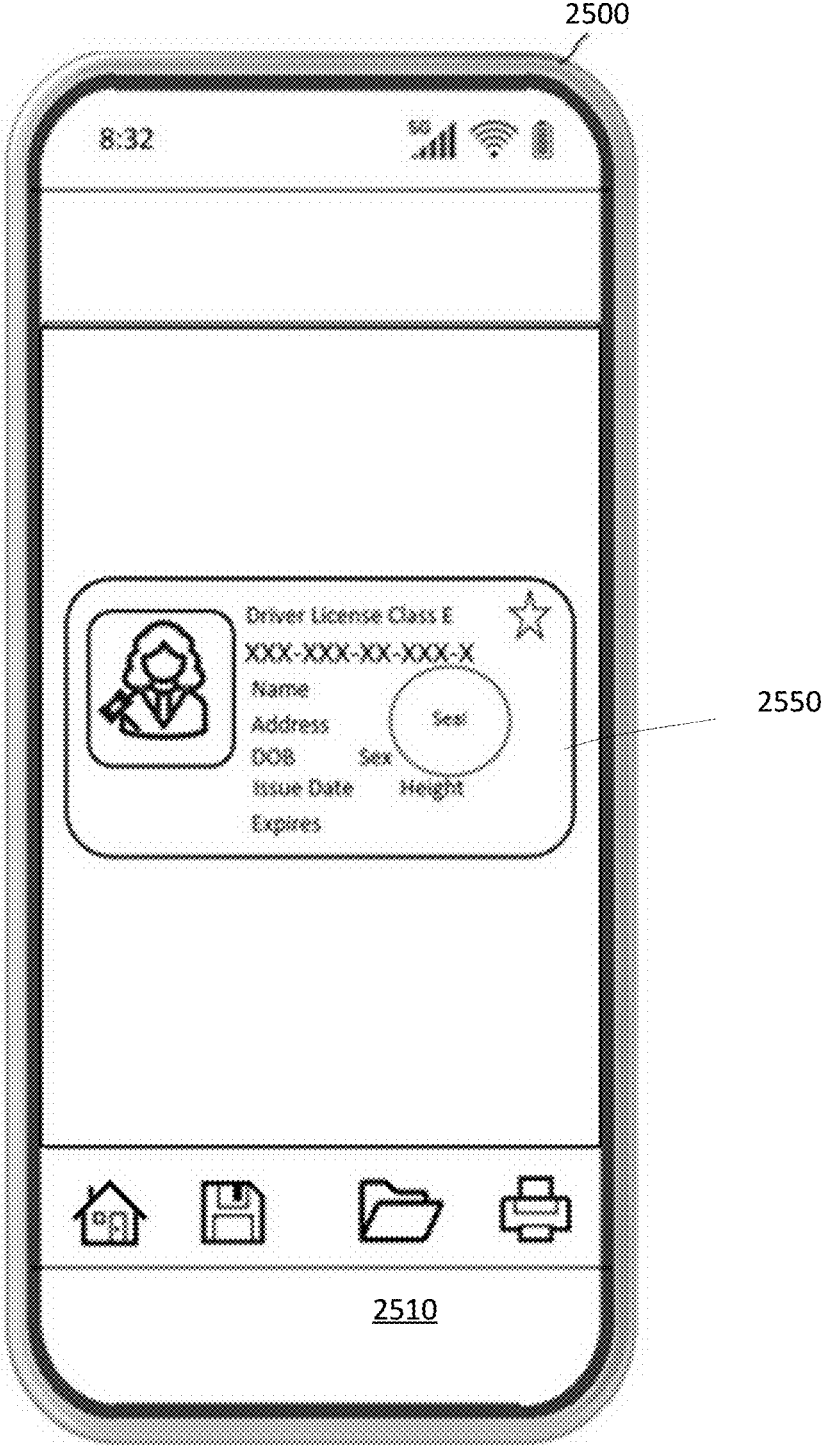 2500
8:32 5G
Driver License Class E
XXX-XXX-XX-XXX-X
Name
Address Seal
DOB Sex
Issue Date Height
Expires
2550
2510